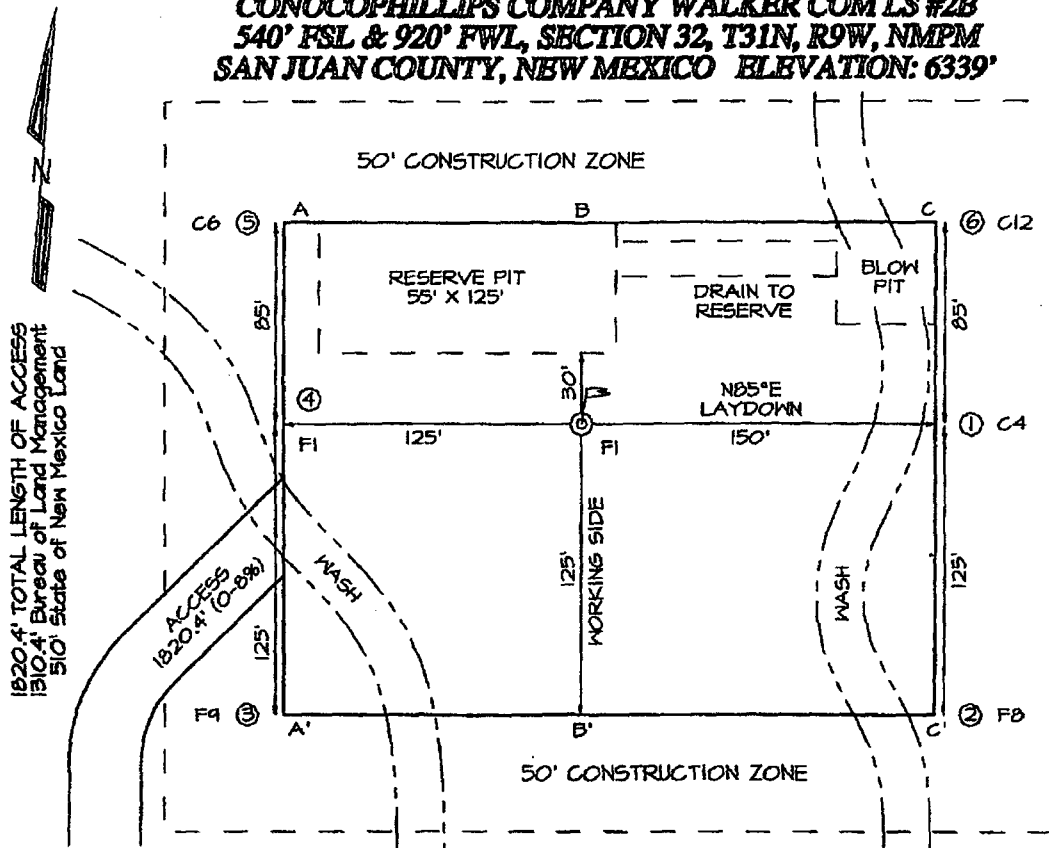 CONOCOPHILLIPS COMPANY WALKER COM LS #2B
540' FSL & 920' FWL, SECTION 32, T31N, R9W, NMPM
SAN JUAN COUNTY, NEW MEXICO ELEVATION: 6339'
N
50' CONSTRUCTION ZONE
C6 ⑤ A
B
C ⑥ C12
RESERVE PIT
55' X 125'
DRAIN TO
RESERVE
BLOW
PIT
85'
85'
30'
N85°E
LAYDOWN
④
F1
125'
F1
150'
① C4
1820.4' TOTAL LENGTH OF ACCESS
1310.4' Bureau of Land Management
510' State of New Mexico Land
ACCESS
1820.4' (0-8%)
WASH
125'
125'
WORKING SIDE
WASH
125'
F9 ③ A'
B'
C' ② F8
50' CONSTRUCTION ZONE